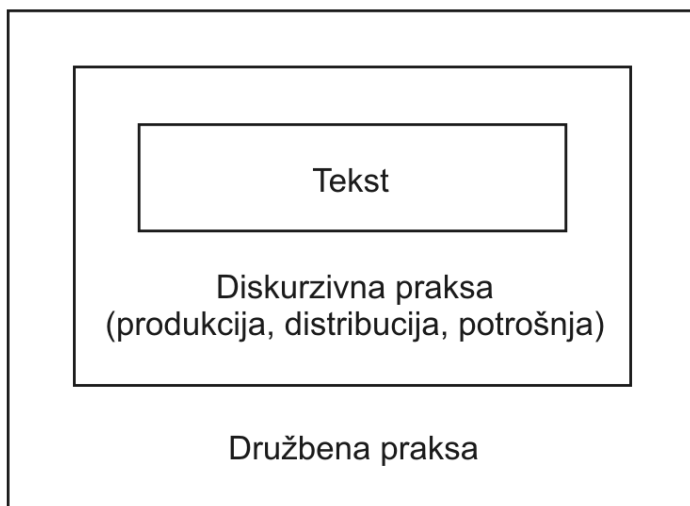 Tekst
Diskurzivna praksa
(produkcija, distribucija, potrošnja)
Družbena praksa